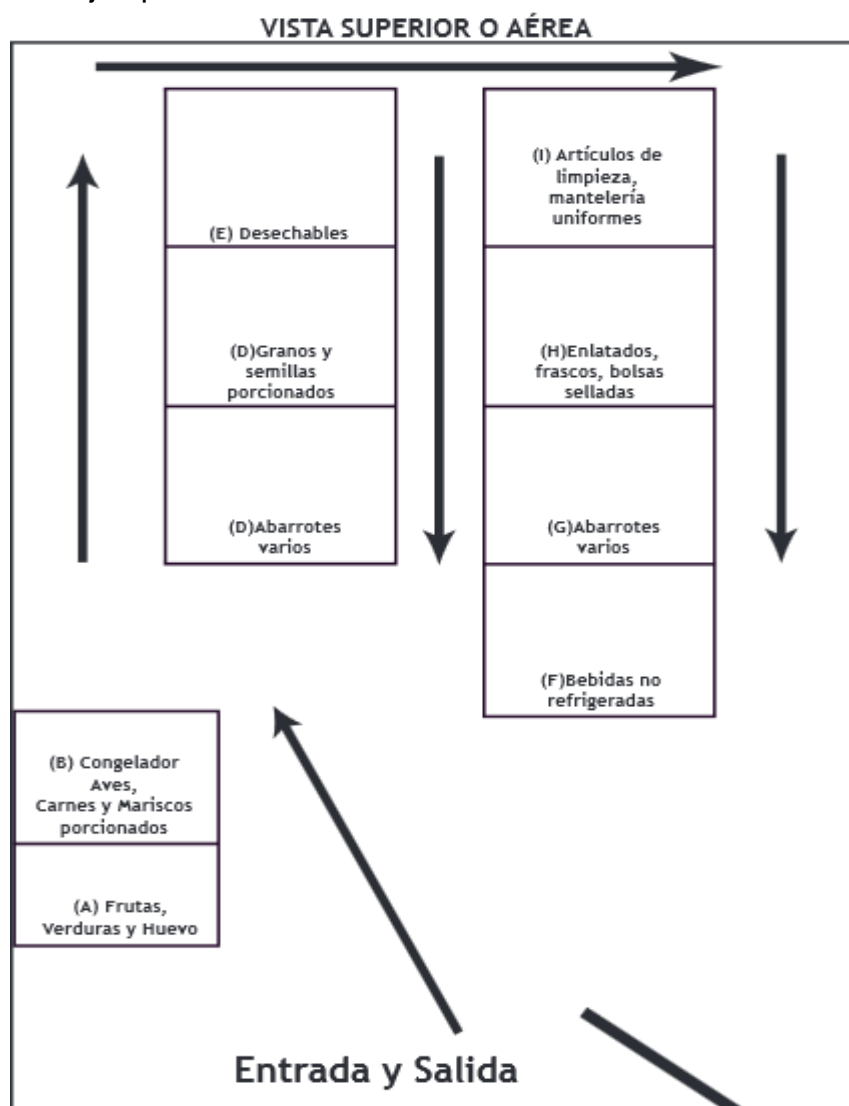 VISTA SUPERIOR O AÉREA
(E) Desechables
(D)Granos y
semillas
porcionados
(D)Abarrotes
varios
(I) Artículos de
limpieza,
mantelería
uniformes
(H)Enlatados,
frascos, bolsas
selladas
(G)Abarrotes
varios
(F)Bebidas no
refrigeradas
(B) Congelador
Aves,
Carnes y Mariscos
porcionados
(A) Frutas,
Verduras y Huevo
Entrada y Salida